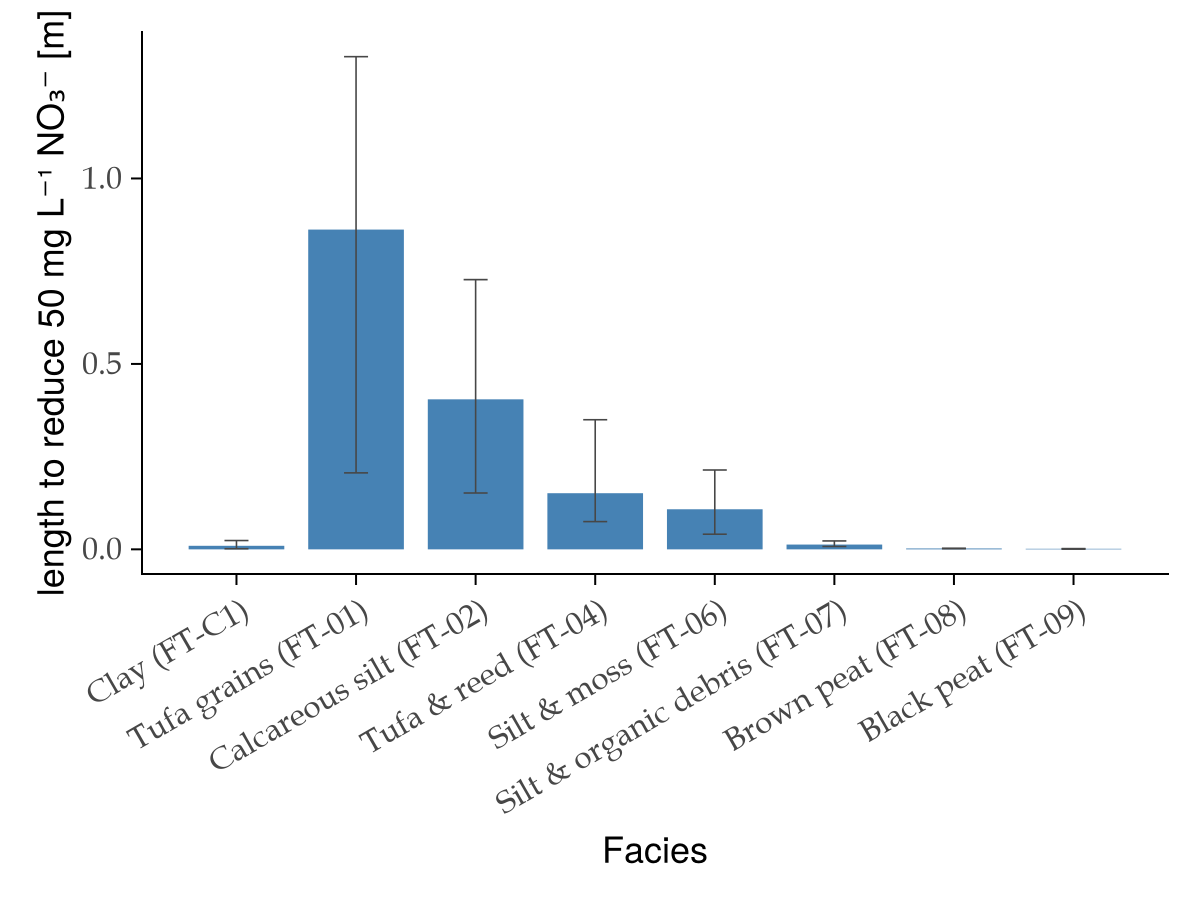 length to reduce 50 mg L⁻¹ NO₃⁻ [m]
1.0
0.5
0.0
Clay (FT-C1)
Tufa grains (FT-01)
Calcareous silt (FT-02)
Tufa & reed (FT-04)
Silt & moss (FT-06)
Silt & organic debris (FT-07)
Brown peat (FT-08)
Black peat (FT-09)
Facies